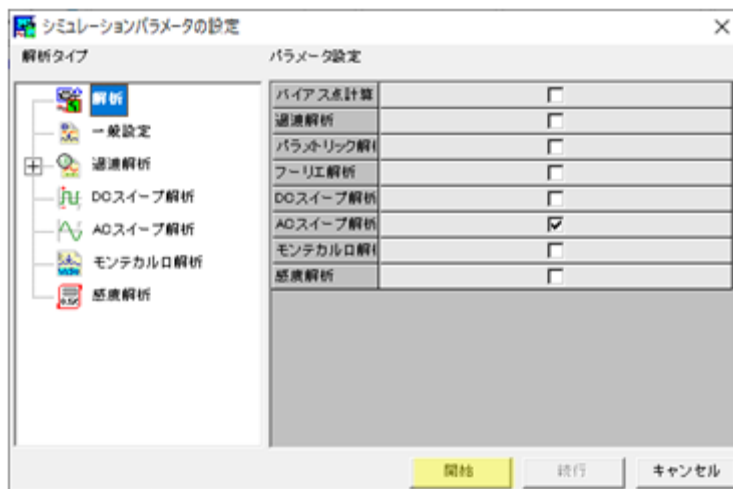 シミュレーションパラメータの設定
解析タイプ
パラメータ設定
解析
一般設定
過渡解析
DCスイープ解析
ACスイープ解析
モンテカルロ解析
感度解析
バイアス点計算
過渡解析
パラメトリック解析
フーリエ解析
DCスイープ解析
ACスイープ解析
モンテカルロ解析
感度解析
開始
続行
キャンセル